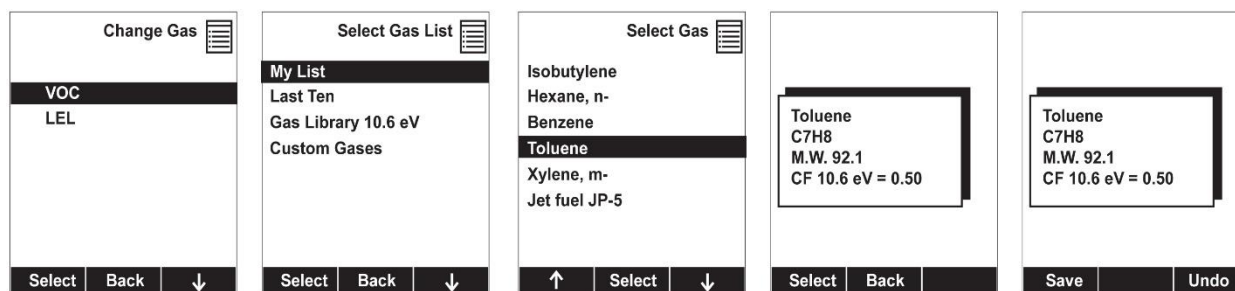 Change Gas
VOC
LEL
Select Back ↓
Select Gas List
My List
Last Ten
Gas Library 10.6 eV
Custom Gases
Select Back ↓
Select Gas
Isobutylene
Hexane, n-
Benzene
Toluene
Xylene, m-
Jet fuel JP-5
↑ Select ↓
Toluene
C7H8
M.W. 92.1
CF 10.6 eV = 0.50
Select Back
Toluene
C7H8
M.W. 92.1
CF 10.6 eV = 0.50
Save Undo